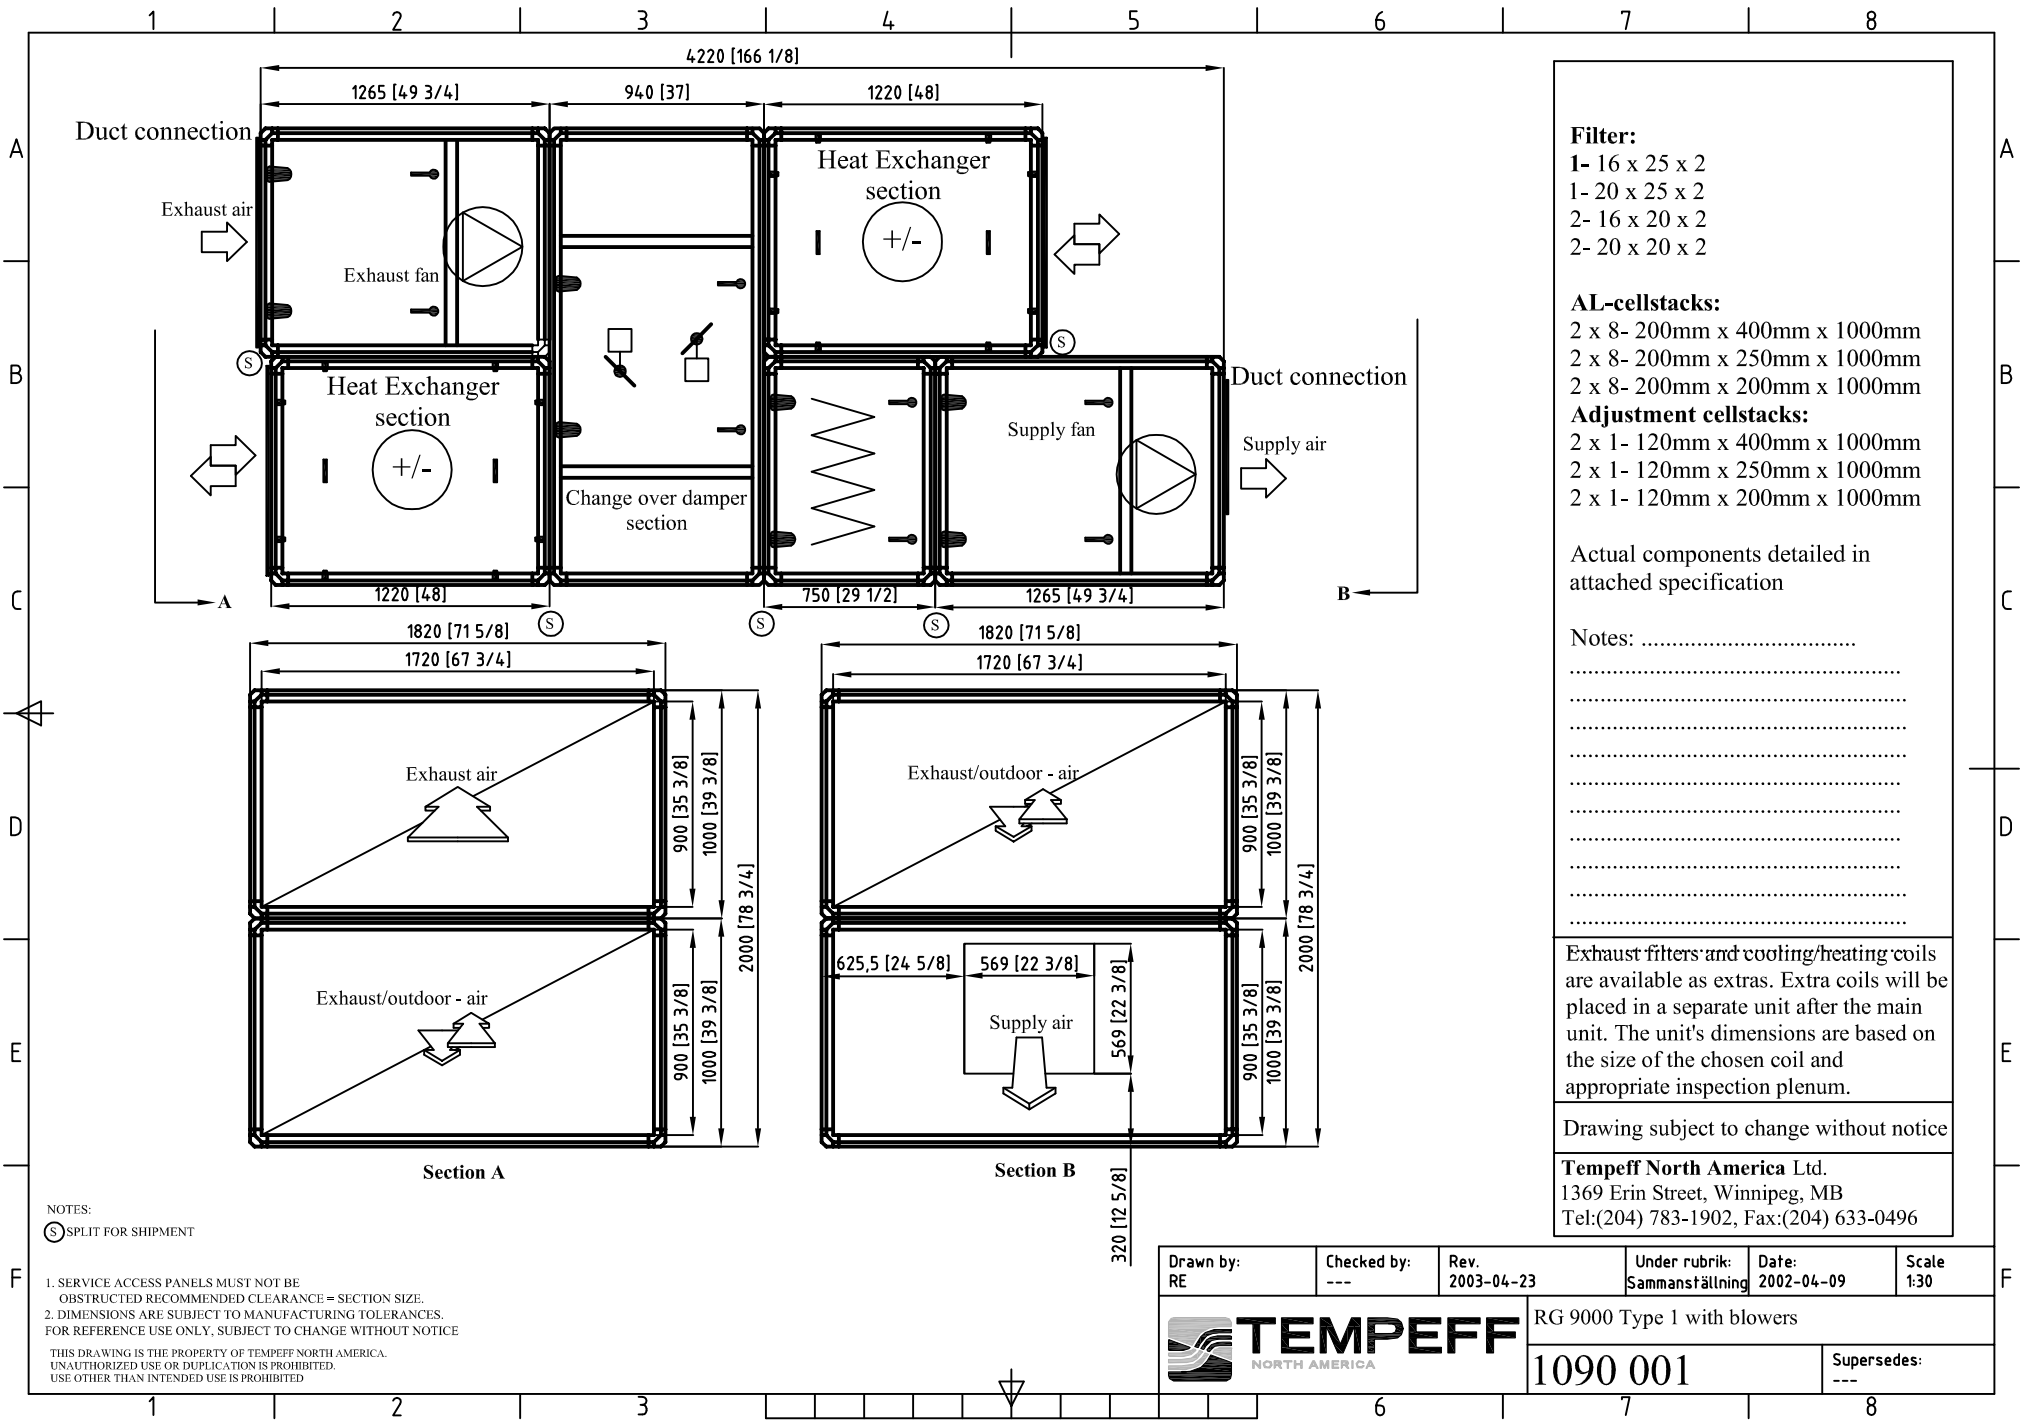 1 2 3 4 5 6 7 8
4220 [166 1/8]
1265 [49 3/4] 940 [37] 1220 [48]
A
Duct connection
Heat Exchanger
section
Exhaust air
+/-
Exhaust fan
S
S
B
Heat Exchanger
section
Duct connection
Supply fan
Supply air
+/-
Change over damper
section
C
A
B
1220 [48]
750 [29 1/2]
1265 [49 3/4]
S
S
S
1820 [71 5/8]
1720 [67 3/4]
Exhaust air
900 [35 3/8]
1000 [39 3/8]
2000 [78 3/4]
Exhaust/outdoor - air
900 [35 3/8]
1000 [39 3/8]
Section A
1820 [71 5/8]
1720 [67 3/4]
Exhaust/outdoor - air
900 [35 3/8]
1000 [39 3/8]
2000 [78 3/4]
625,5 [24 5/8]
569 [22 3/8]
569 [22 3/8]
Supply air
900 [35 3/8]
1000 [39 3/8]
320 [12 5/8]
Section B
D
E
F
A
B
C
D
E
F
Filter:
1- 16 x 25 x 2
1- 20 x 25 x 2
2- 16 x 20 x 2
2- 20 x 20 x 2
AL-cellstacks:
2 x 8- 200mm x 400mm x 1000mm
2 x 8- 200mm x 250mm x 1000mm
2 x 8- 200mm x 200mm x 1000mm
Adjustment cellstacks:
2 x 1- 120mm x 400mm x 1000mm
2 x 1- 120mm x 250mm x 1000mm
2 x 1- 120mm x 200mm x 1000mm
Actual components detailed in
attached specification
Notes: ..................................
Exhaust filters and cooling/heating coils
are available as extras. Extra coils will be
placed in a separate unit after the main
unit. The unit's dimensions are based on
the size of the chosen coil and
appropriate inspection plenum.
Drawing subject to change without notice
Tempeff North America Ltd.
1369 Erin Street, Winnipeg, MB
Tel:(204) 783-1902, Fax:(204) 633-0496
NOTES:
S SPLIT FOR SHIPMENT
1. SERVICE ACCESS PANELS MUST NOT BE
OBSTRUCTED RECOMMENDED CLEARANCE = SECTION SIZE.
2. DIMENSIONS ARE SUBJECT TO MANUFACTURING TOLERANCES.
FOR REFERENCE USE ONLY, SUBJECT TO CHANGE WITHOUT NOTICE
THIS DRAWING IS THE PROPERTY OF TEMPEFF NORTH AMERICA.
UNAUTHORIZED USE OR DUPLICATION IS PROHIBITED.
USE OTHER THAN INTENDED USE IS PROHIBITED
Drawn by:
RE
Checked by:
---
Rev.
2003-04-23
Under rubrik:
Sammanställning
Date:
2002-04-09
Scale
1:30
TEMPEFF
NORTH AMERICA
RG 9000 Type 1 with blowers
1090 001
Supersedes:
---
1 2 3 6 7 8